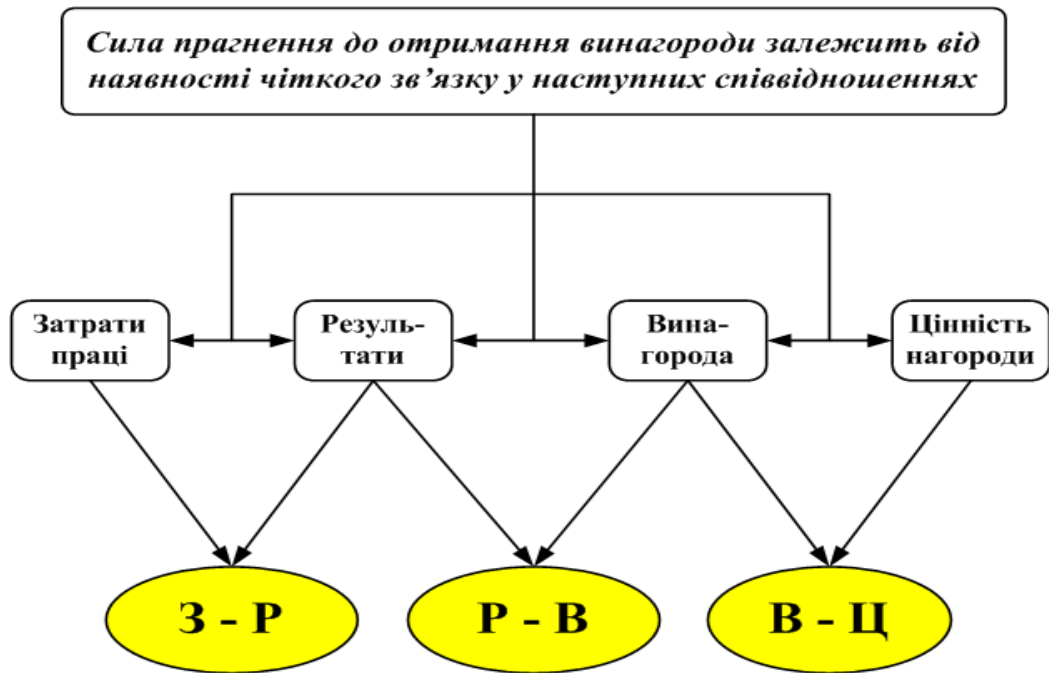 Сила прагнення до отримання винагороди залежить від
наявності чіткого зв’язку у наступних співвідношеннях
Затрати
праці
Резуль-
тати
Вина-
города
Цінність
нагороди
З - Р
Р - В
В - Ц